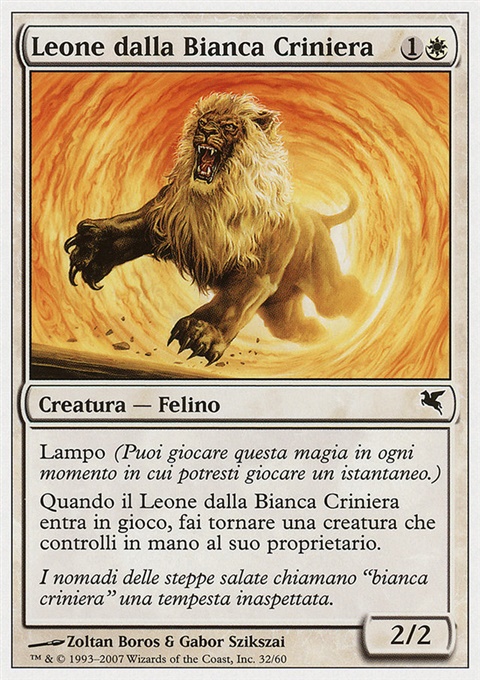 Leone dalla Bianca Criniera 1
Creatura — Felino
Lampo (Puoi giocare questa magia in ogni
momento in cui potresti giocare un istantaneo.)
Quando il Leone dalla Bianca Criniera
entra in gioco, fai tornare una creatura che
controlli in mano al suo proprietario.
I nomadi delle steppe salate chiamano “bianca
criniera” una tempesta inaspettata.
Zoltan Boros & Gabor Szikszai
2/2
™ & © 1993–2007 Wizards of the Coast, Inc. 32/60